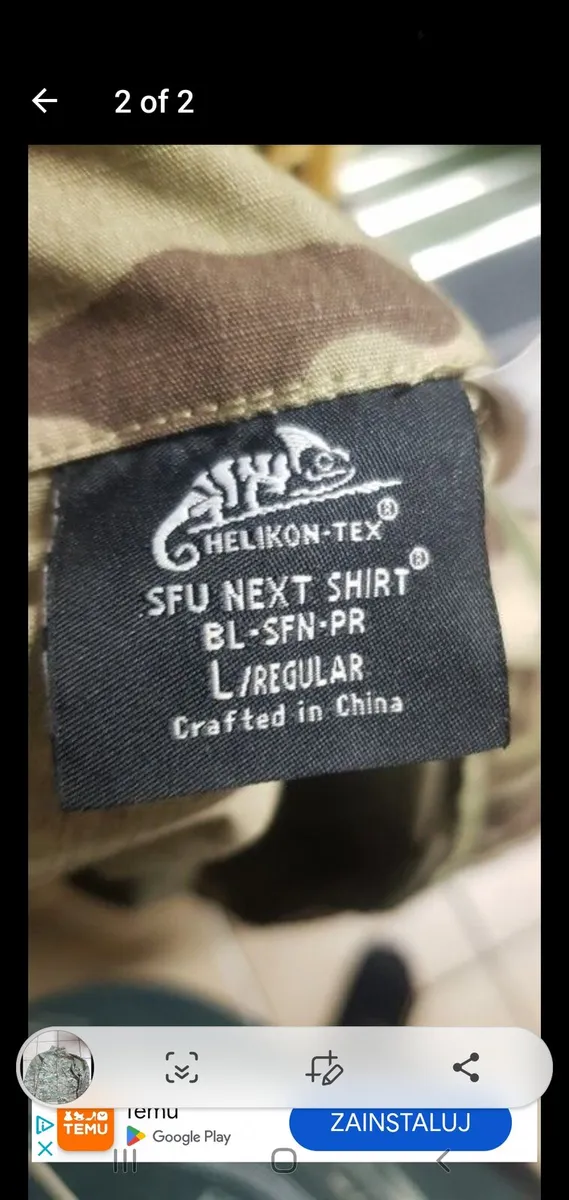 2 of 2
HELIKON-TEX®
SFU NEXT SHIRT®
BL-SFN-PR
L/REGULAR
Crafted in China
Temu
TEMU
Google Play
ZAINSTALUJ